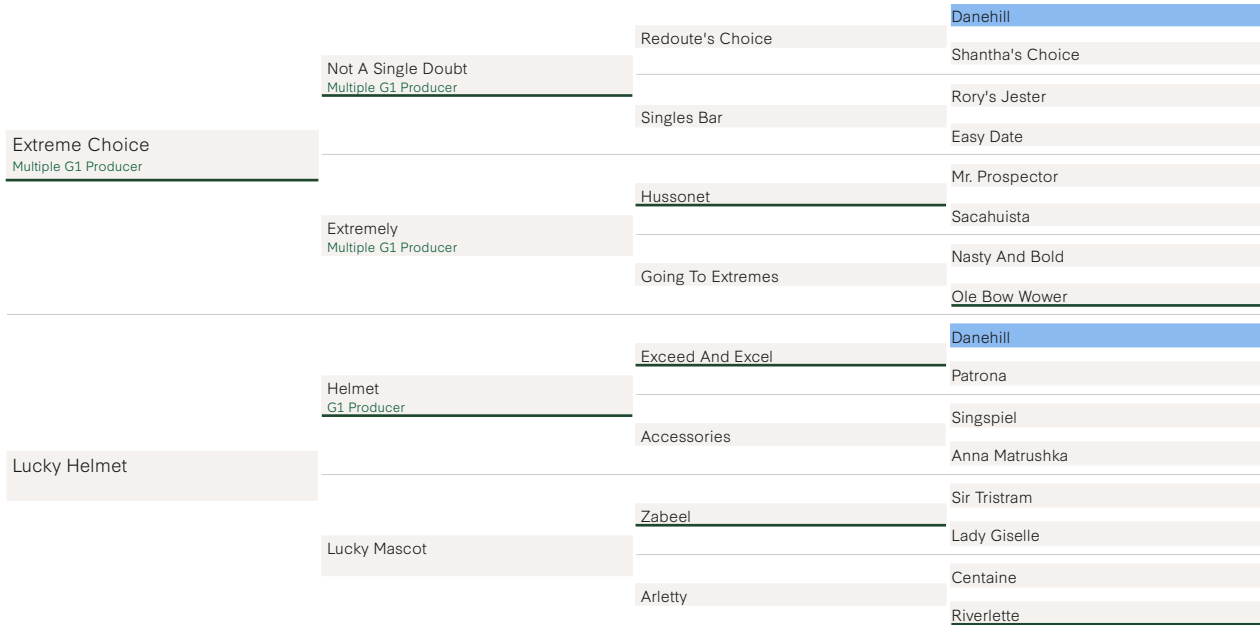 Extreme Choice
Multiple G1 Producer
Lucky Helmet
Not A Single Doubt
Multiple G1 Producer
Extremely
Multiple G1 Producer
Helmet
G1 Producer
Lucky Mascot
Redoute's Choice
Singles Bar
Hussonet
Going To Extremes
Exceed And Excel
Accessories
Zabeel
Arletty
Danehill
Shantha's Choice
Rory's Jester
Easy Date
Mr. Prospector
Sacahuista
Nasty And Bold
Ole Bow Wower
Danehill
Patrona
Singspiel
Anna Matrushka
Sir Tristram
Lady Giselle
Centaine
Riverlette